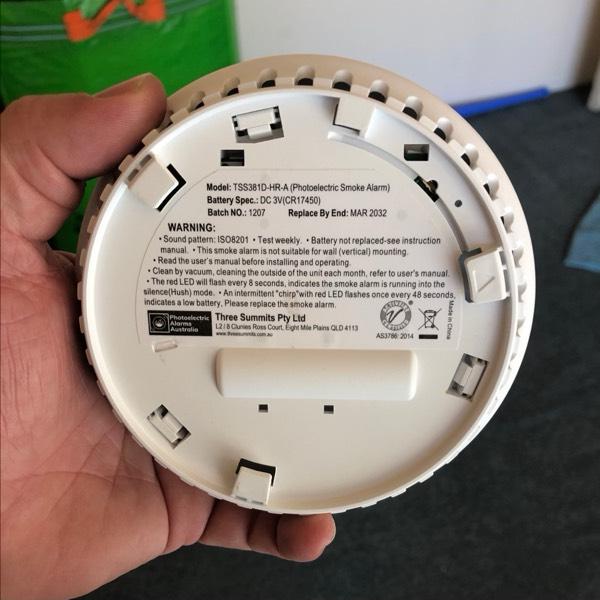 Model: TSS381D-HR-A (Photoelectric Smoke Alarm)
Battery Spec.: DC 3V(CR17450)
Batch NO.: 1207 Replace By End: MAR 2032
WARNING:
• Sound pattern: ISO8201 • Test weekly. • Battery not replaced-see instruction
manual. • This smoke alarm is not suitable for wall (vertical) mounting.
• Read the user's manual before installing and operating.
• Clean by vacuum, cleaning the outside of the unit each month, refer to user's manual.
• The red LED will flash every 8 seconds, indicates the smoke alarm is running into the
silence(Hush) mode. • An intermittent "chirp"with red LED flashes once every 48 seconds,
indicates a low battery, Please replace the smoke alarm.
Photoelectric
Alarms
Australia
Three Summits Pty Ltd
L2 / 8 Clunies Ross Court, Eight Mile Plains QLD 4113
www.threesummits.com.au
AS3786: 2014
Made in China